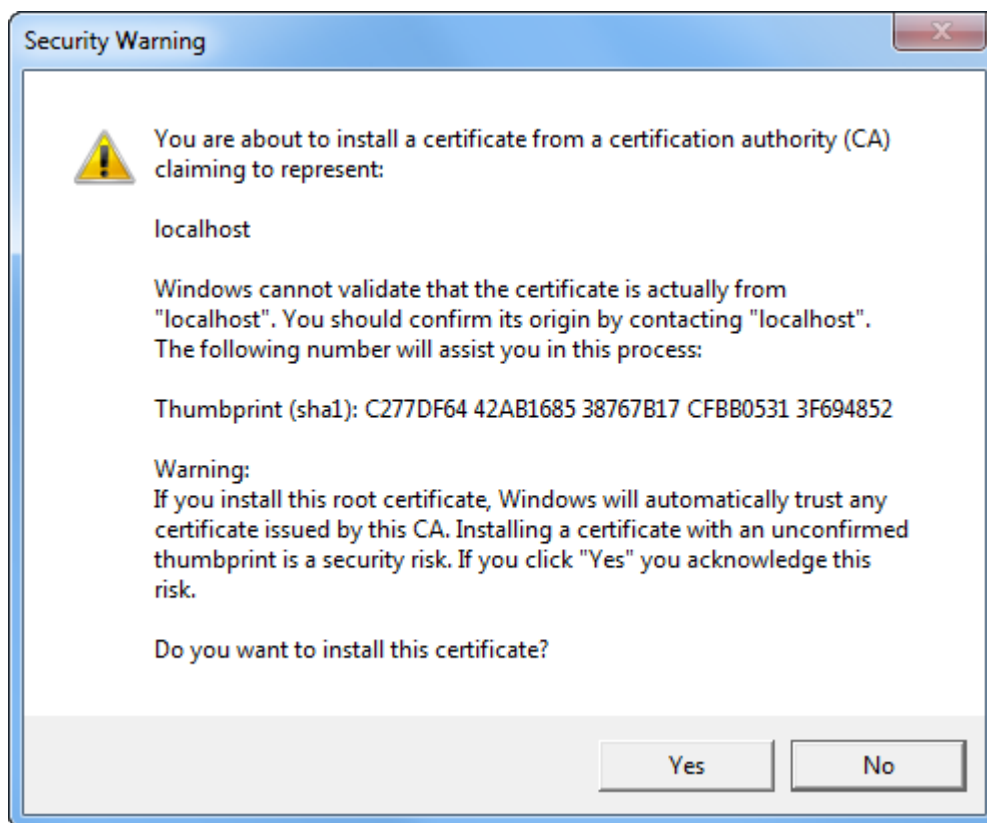 Security Warning
You are about to install a certificate from a certification authority (CA)
claiming to represent:
localhost
Windows cannot validate that the certificate is actually from
"localhost". You should confirm its origin by contacting "localhost".
The following number will assist you in this process:
Thumbprint (sha1): C277DF64 42AB1685 38767B17 CFBB0531 3F694852
Warning:
If you install this root certificate, Windows will automatically trust any
certificate issued by this CA. Installing a certificate with an unconfirmed
thumbprint is a security risk. If you click "Yes" you acknowledge this
risk.
Do you want to install this certificate?
Yes
No